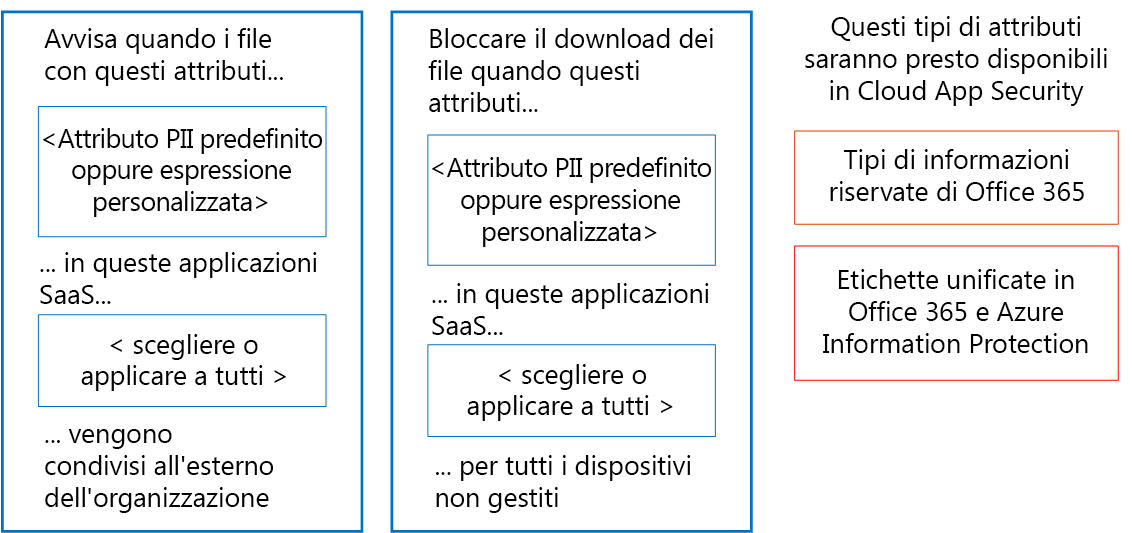 Avvisa quando i file
con questi attributi...
<Attributo PII predefinito
oppure espressione
personalizzata>
... in queste applicazioni
SaaS...
< scegliere o
applicare a tutti >
... vengono
condivisi all'esterno
dell'organizzazione
Bloccare il download dei
file quando questi
attributi...
<Attributo PII predefinito
oppure espressione
personalizzata>
... in queste applicazioni
SaaS...
< scegliere o
applicare a tutti >
... per tutti i dispositivi
non gestiti
Questi tipi di attributi
saranno presto disponibili
in Cloud App Security
Tipi di informazioni
riservate di Office 365
Etichette unificate in
Office 365 e Azure
Information Protection